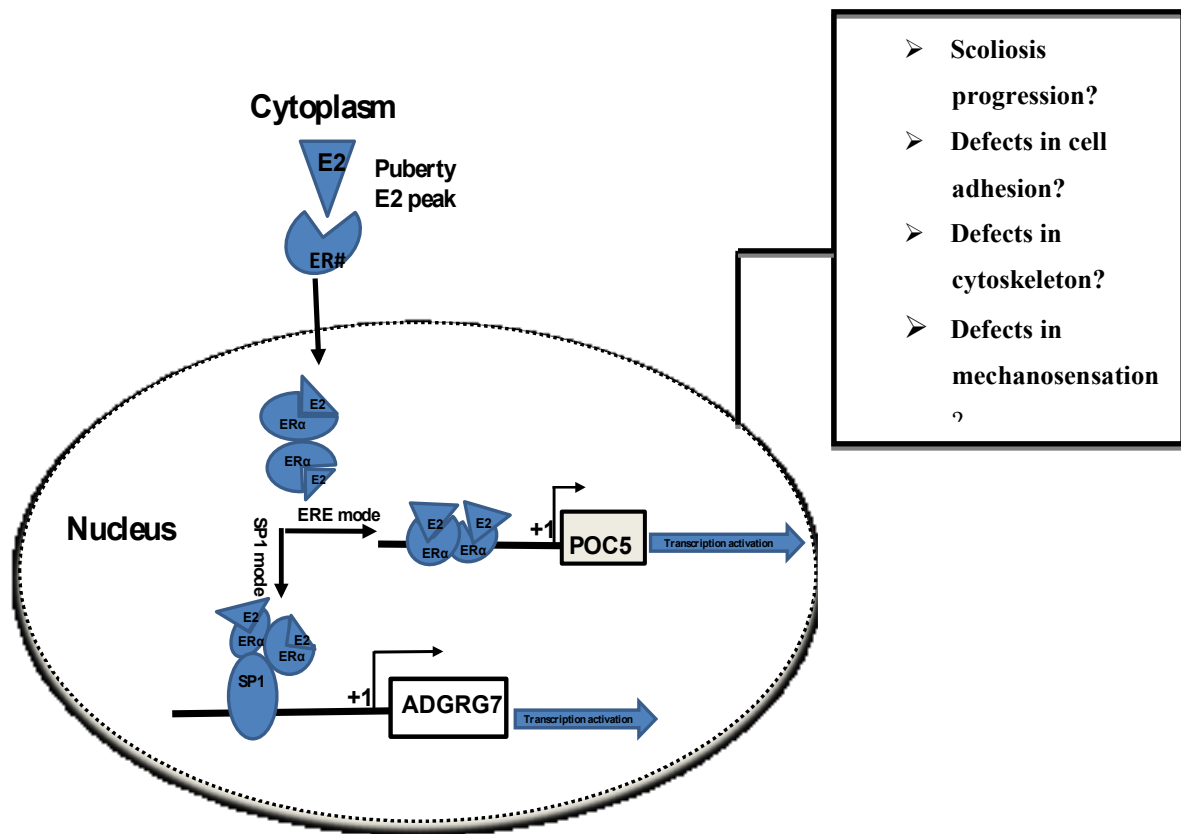 Cytoplasm
E2
Puberty
E2 peak
ER#
➢ Scoliosis
progression?
➢ Defects in cell
adhesion?
➢ Defects in
cytoskeleton?
➢ Defects in
mechanosensation
?
E2
ERα
ERα
E2
Nucleus
ERE mode
SP1 mode
E2
E2
ERα
ERα
+1
POC5
Transcription activation
E2
ERα
E2
ERα
SP1
+1
ADGRG7
Transcription activation